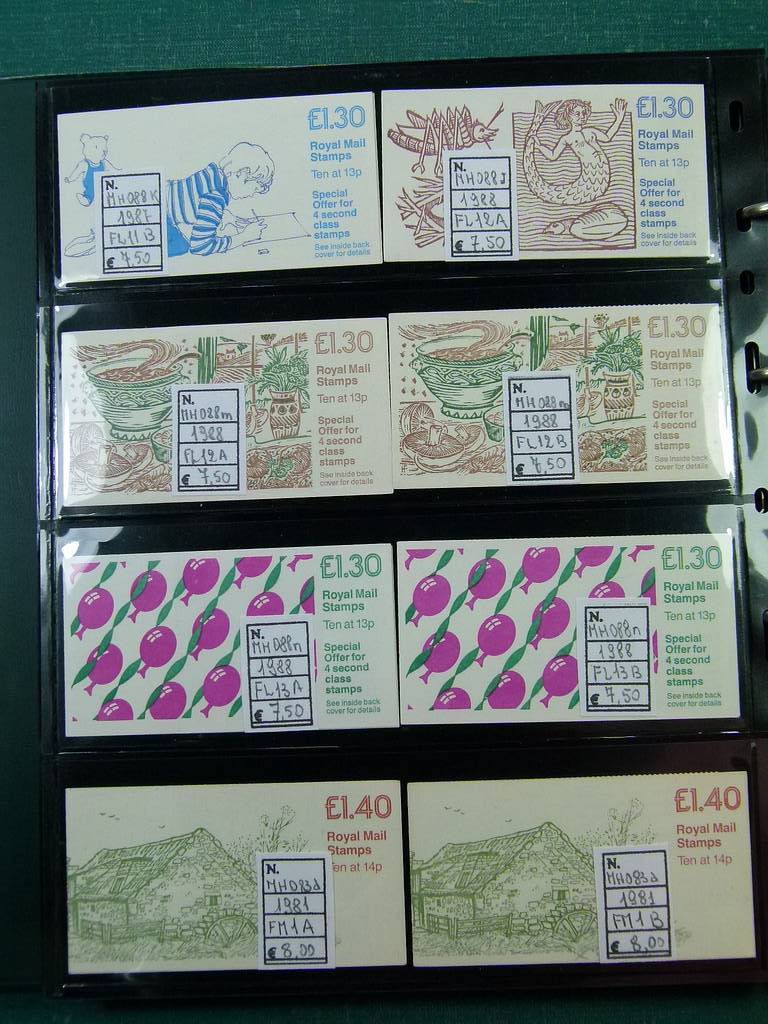 £1.30
Royal Mail
Stamps
Ten at 13p
Special
Offer for
4 second
class
stamps
See inside back
cover for details
N.
MH088K
1987
FL11B
€ 7,50
£1.30
Royal Mail
Stamps
Ten at 13p
Special
Offer for
4 second
class
stamps
See inside back
cover for details
N.
MH088J
1988
FL12A
€ 7,50
£1.30
Royal Mail
Stamps
Ten at 13p
Special
Offer for
4 second
class
stamps
See inside back
cover for details
N.
MH088m
1988
FL12A
€ 7,50
£1.30
Royal Mail
Stamps
Ten at 13p
Special
Offer for
4 second
class
stamps
See inside back
cover for details
N.
MH088m
1988
FL12B
€ 7,50
£1.30
Royal Mail
Stamps
Ten at 13p
Special
Offer for
4 second
class
stamps
See inside back
cover for details
N.
MH088n
1988
FL13A
€ 7,50
£1.30
Royal Mail
Stamps
Ten at 13p
Special
Offer for
4 second
class
stamps
See inside back
cover for details
N.
MH088n
1988
FL13B
€ 7,50
£1.40
Royal Mail
Stamps
Ten at 14p
N.
MH083d
1981
FM1A
€ 8,00
£1.40
Royal Mail
Stamps
Ten at 14p
N.
MH083d
1981
FM1B
€ 8,00